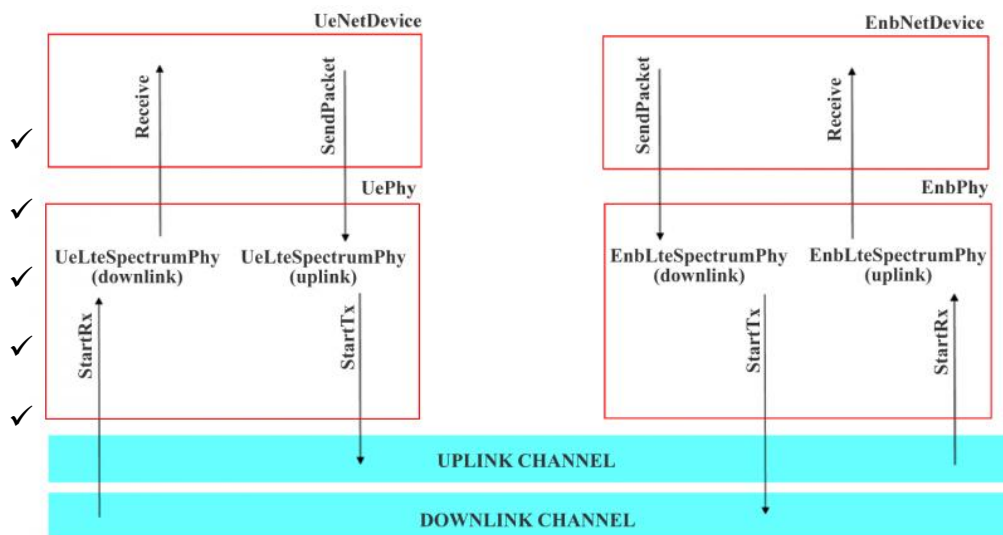 UeNetDevice
EnbNetDevice
Receive
SendPacket
SendPacket
Receive
UePhy
EnbPhy
UeLteSpectrumPhy
(downlink)
UeLteSpectrumPhy
(uplink)
EnbLteSpectrumPhy
(downlink)
EnbLteSpectrumPhy
(uplink)
StartRx
StartTx
StartTx
StartRx
UPLINK CHANNEL
DOWNLINK CHANNEL